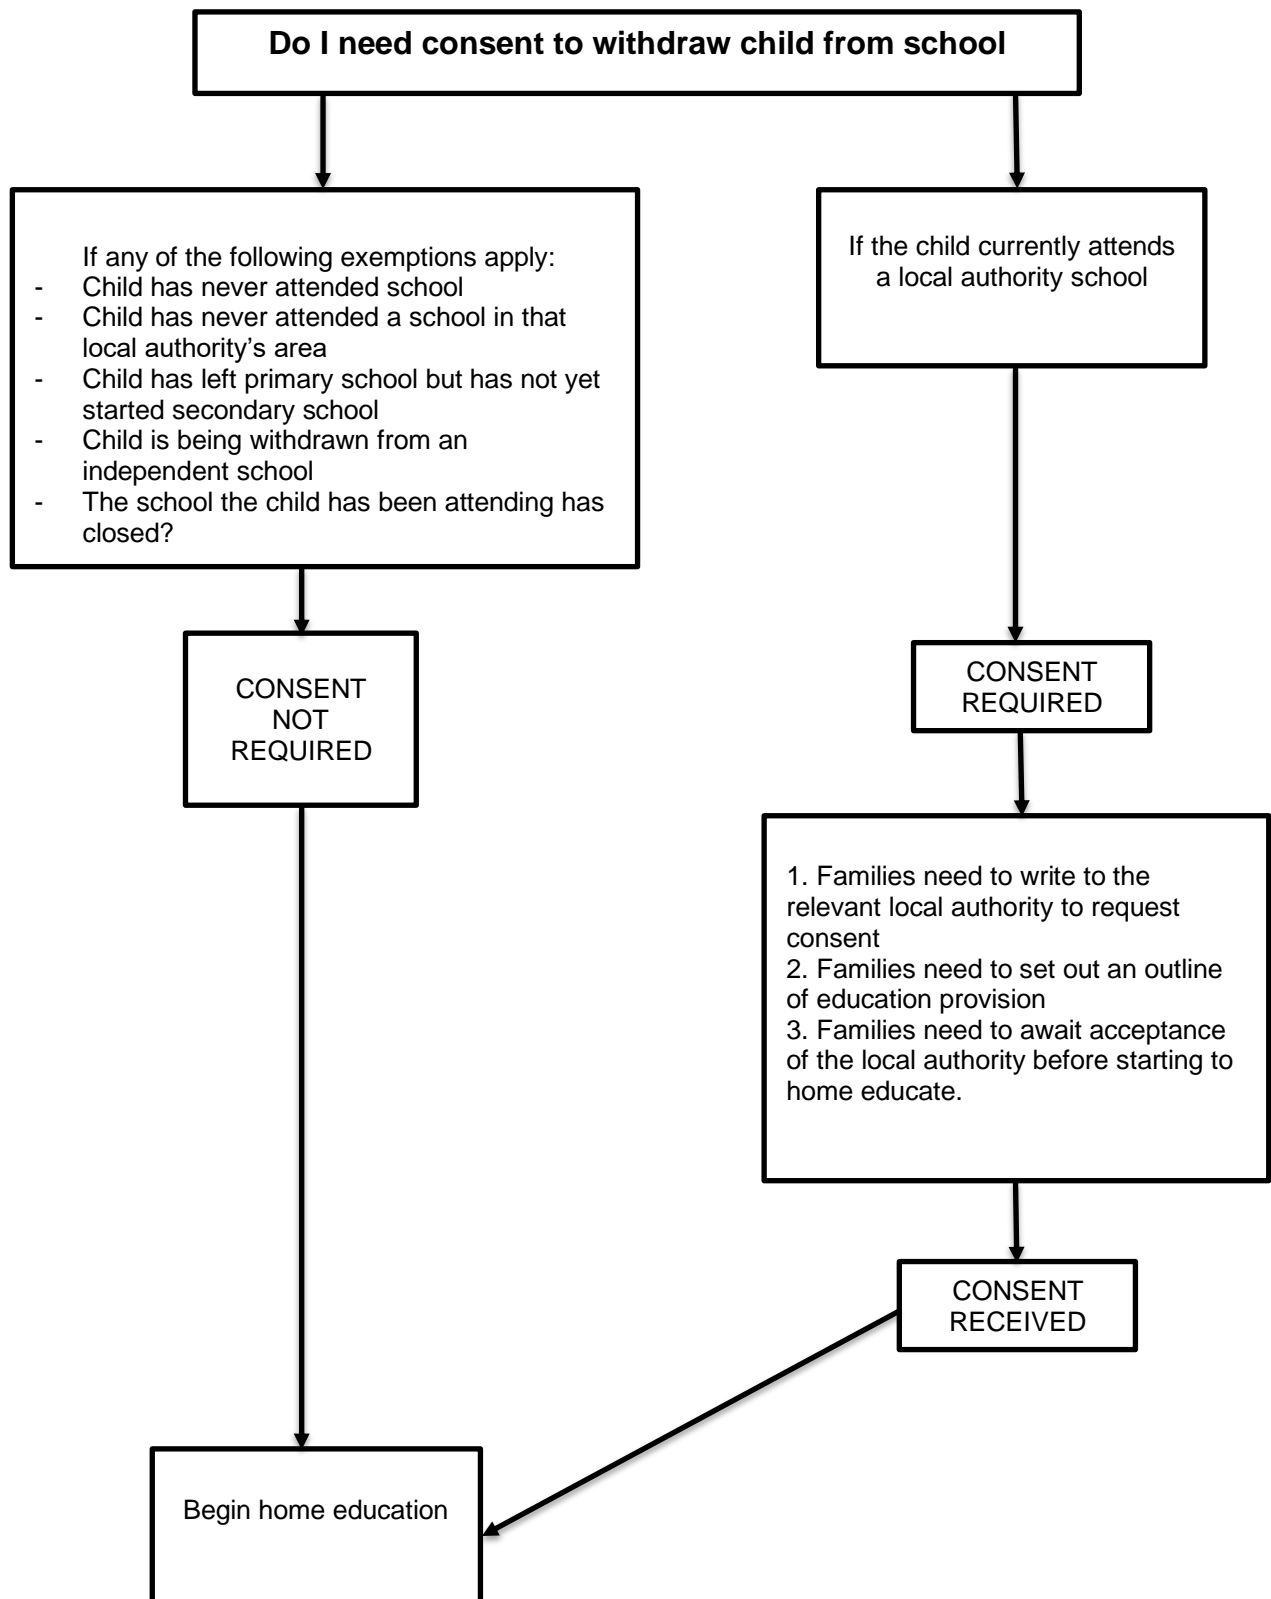 Do I need consent to withdraw child from school
If any of the following exemptions apply:
- Child has never attended school
- Child has never attended a school in that
local authority’s area
- Child has left primary school but has not yet
started secondary school
- Child is being withdrawn from an
independent school
- The school the child has been attending has
closed?
If the child currently attends
a local authority school
CONSENT
NOT
REQUIRED
CONSENT
REQUIRED
1. Families need to write to the
relevant local authority to request
consent
2. Families need to set out an outline
of education provision
3. Families need to await acceptance
of the local authority before starting to
home educate.
CONSENT
RECEIVED
Begin home education